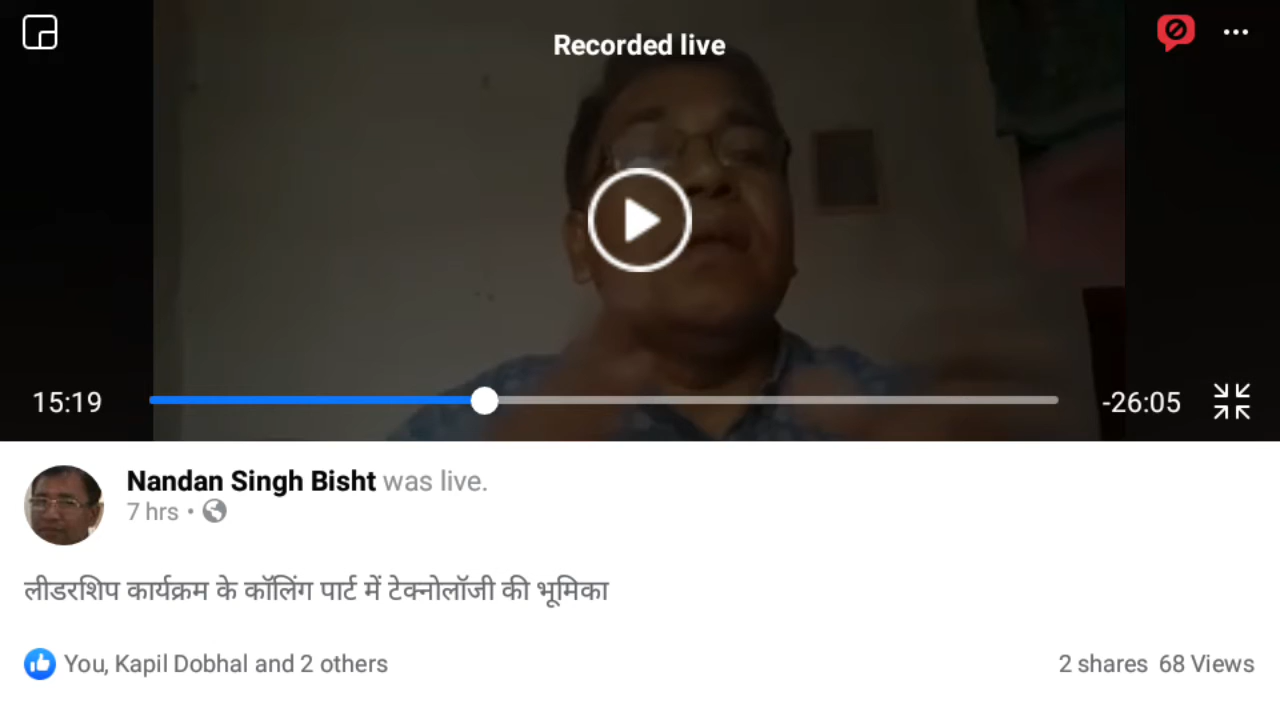 Recorded live
15:19
-26:05
Nandan Singh Bisht was live.
7 hrs •
लीडरशिप कार्यक्रम के कॉलिंग पार्ट में टेक्नोलॉजी की भूमिका
You, Kapil Dobhal and 2 others
2 shares 68 Views